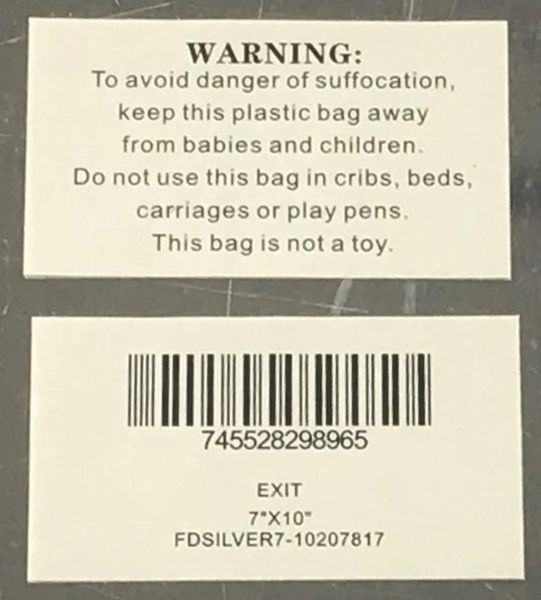 WARNING:
To avoid danger of suffocation,
keep this plastic bag away
from babies and children.
Do not use this bag in cribs, beds,
carriages or play pens.
This bag is not a toy.
745528298965
EXIT
7"X10"
FDSILVER7-10207817